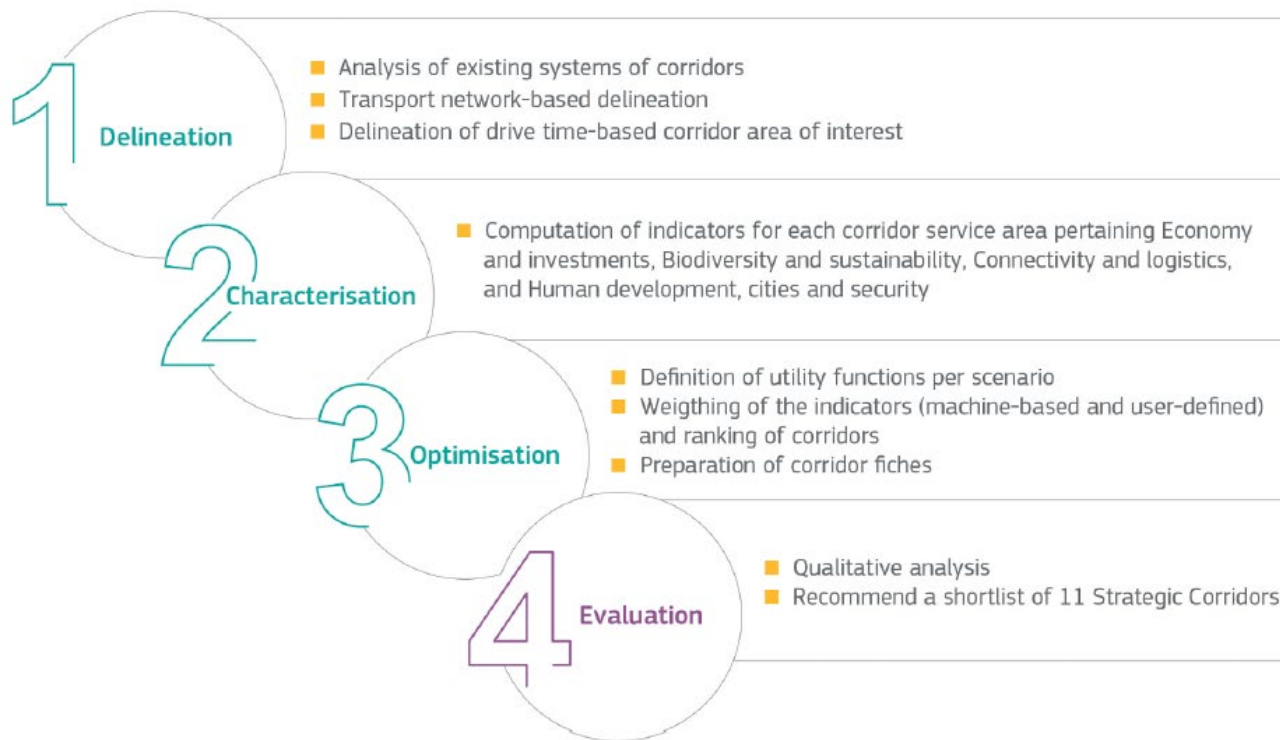 1
Delineation
■ Analysis of existing systems of corridors
■ Transport network-based delineation
■ Delineation of drive time-based corridor area of interest
2
Characterisation
■ Computation of indicators for each corridor service area pertaining Economy
and investments, Biodiversity and sustainability, Connectivity and logistics,
and Human development, cities and security
3
Optimisation
■ Definition of utility functions per scenario
■ Weigthing of the indicators (machine-based and user-defined)
and ranking of corridors
■ Preparation of corridor fiches
4
Evaluation
■ Qualitative analysis
■ Recommend a shortlist of 11 Strategic Corridors